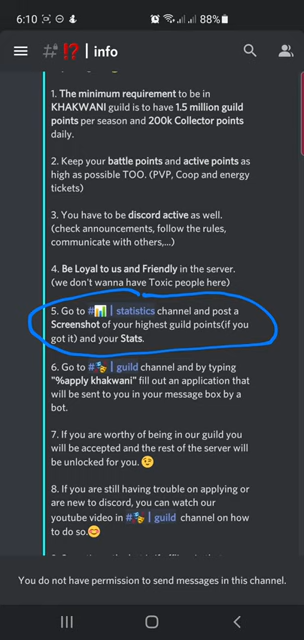 6:10
88%
# ⁉️ | info
1. The minimum requirement to be in
KHAKWANI guild is to have 1.5 million guild
points per season and 200k Collector points
daily.
2. Keep your battle points and active points as
high as possible TOO. (PVP, Coop and energy
tickets)
3. You have to be discord active as well.
(check announcements, follow the rules,
communicate with others,...)
4. Be Loyal to us and Friendly in the server.
(we don't wanna have Toxic people here)
5. Go to #📊 | statistics channel and post a
Screenshot of your highest guild points(if you
got it) and your Stats.
6. Go to #🎭 | guild channel and by typing
"%apply khakwani" fill out an application that
will be sent to you in your message box by a
bot.
7. If you are worthy of being in our guild you
will be accepted and the rest of the server will
be unlocked for you. 😉
8. If you are still having trouble on applying or
are new to discord, you can watch our
youtube video in #🎭 | guild channel on how
to do so.😊
You do not have permission to send messages in this channel.